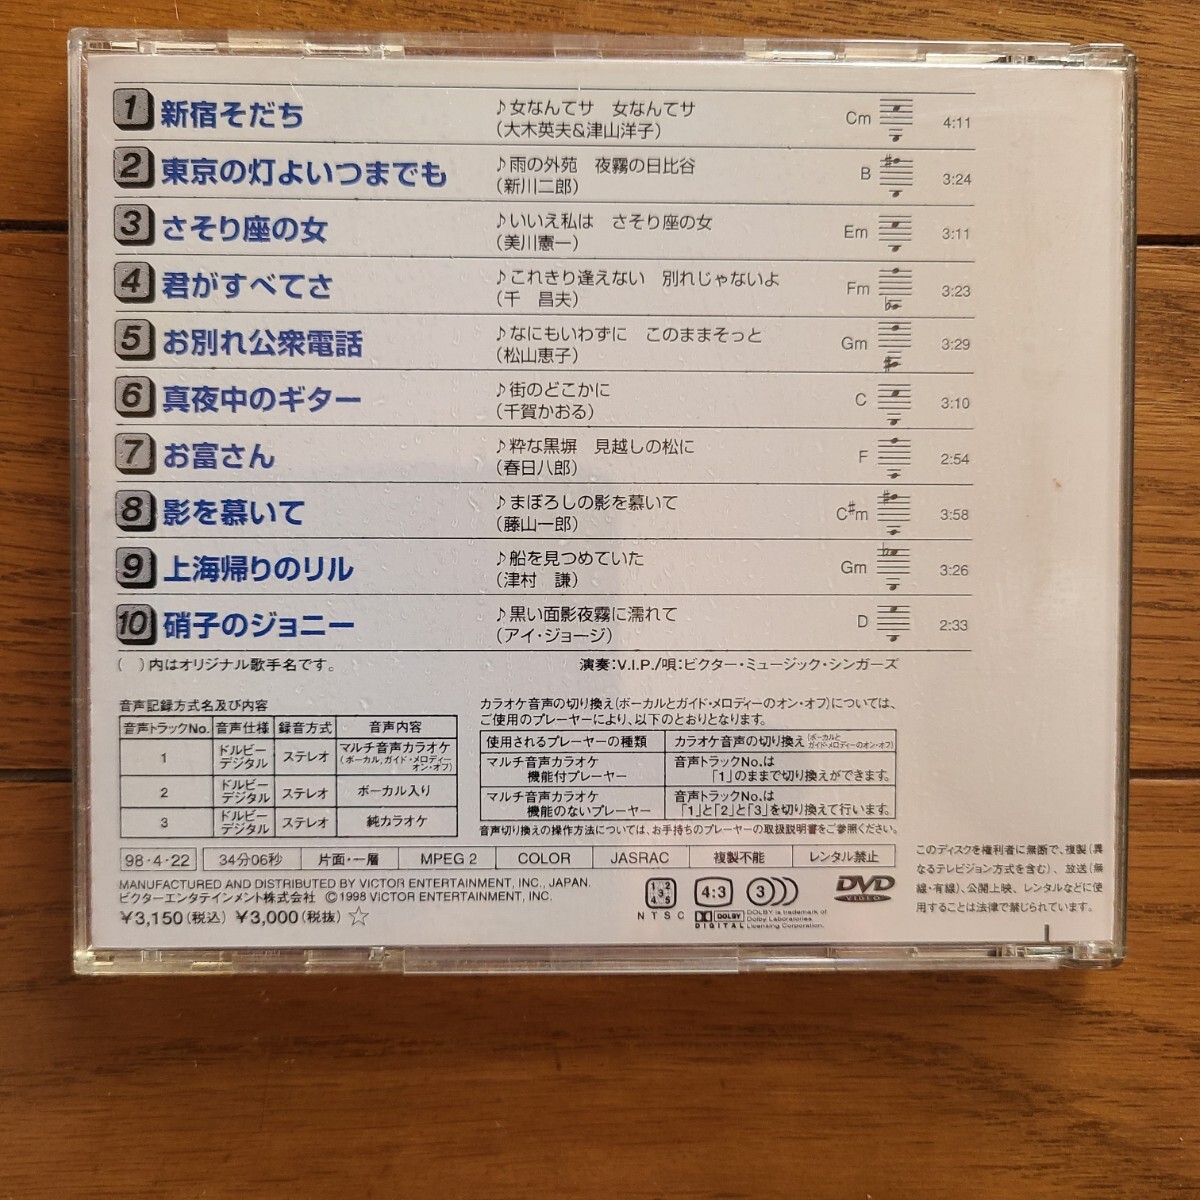 1 新宿そだち ♪女なんてサ 女なんてサ Cm 4:11
(大木英夫&津山洋子)
2 東京の灯よいつまでも ♪雨の外苑 夜霧の日比谷 B 3:24
(新川二郎)
3 さそり座の女 ♪いいえ私は さそり座の女 Em 3:11
(美川憲一)
4 君がすべてさ ♪これきり逢えない 別れじゃないよ Fm 3:23
(千 昌夫)
5 お別れ公衆電話 ♪なにもいわずに このままそっと Gm 3:29
(松山恵子)
6 真夜中のギター ♪街のどこかに C 3:10
(千賀かおる)
7 お富さん ♪粋な黒塀 見越しの松に F 2:54
(春日八郎)
8 影を慕いて ♪まぼろしの影を慕いて C#m 3:58
(藤山一郎)
9 上海帰りのリル ♪船を見つめていた Gm 3:26
(津村 謙)
10 硝子のジョニー ♪黒い面影夜霧に濡れて D 2:33
(アイ・ジョージ)
( )内はオリジナル歌手名です。 演奏:V.I.P./唄:ビクター・ミュージック・シンガーズ
音声記録方式名及び内容
音声トラックNo. 音声仕様 録音方式 音声内容
1 ドルビーデジタル ステレオ マルチ音声カラオケ
(ボーカル,ガイド・メロディーオン・オフ)
2 ドルビーデジタル ステレオ ボーカル入り
3 ドルビーデジタル ステレオ 純カラオケ
カラオケ音声の切り換え(ボーカルとガイド・メロディーのオン・オフ)については、
ご使用のプレーヤーにより、以下のとおりとなります。
使用されるプレーヤーの種類 カラオケ音声の切り換え(ボーカルとガイド・メロディーのオン・オフ)
マルチ音声カラオケ 音声トラックNo.は
機能付プレーヤー 「1」のままで切り換えができます。
マルチ音声カラオケ 音声トラックNo.は
機能のないプレーヤー 「1」と「2」と「3」を切り換えて行います。
音声切り換えの操作方法については、お手持ちのプレーヤーの取扱説明書をご参照ください。
98・4・22 34分06秒 片面・一層 MPEG 2 COLOR JASRAC 複製不能 レンタル禁止
MANUFACTURED AND DISTRIBUTED BY VICTOR ENTERTAINMENT, INC., JAPAN.
ビクターエンタテインメント株式会社 ©1998 VICTOR ENTERTAINMENT, INC.
¥3,150(税込) ¥3,000(税抜) ☆
1 2 3 4 5
NTSC
4:3
3
DOLBY DIGITAL
DOLBY is trademark of
Dolby Laboratories
Licensing Corporation.
DVD VIDEO
このディスクを権利者に無断で、複製(異
なるテレビジョン方式を含む)、放送(無
線・有線)、公開上映、レンタルなどに使
用することは法律で禁じられています。